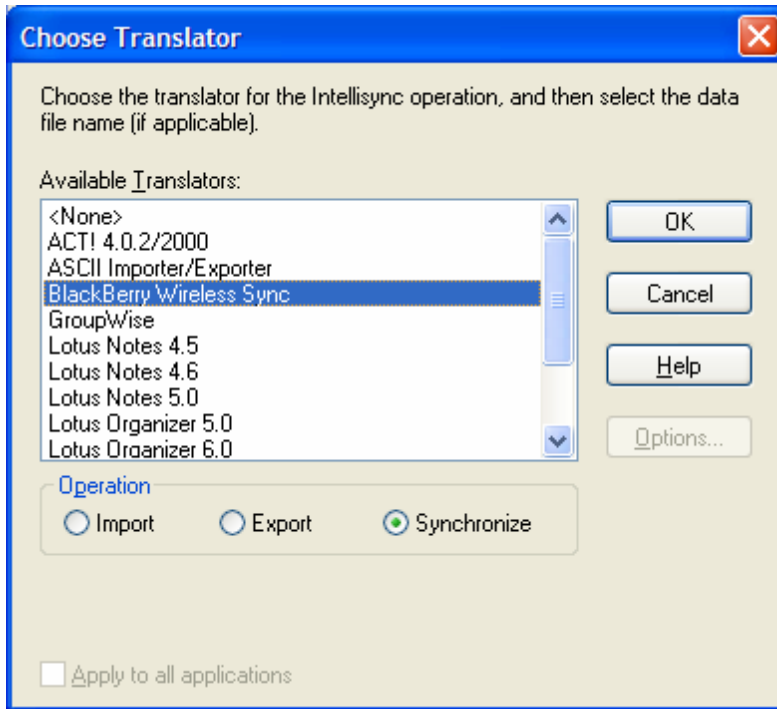 Choose Translator
Choose the translator for the Intellisync operation, and then select the data
file name (if applicable).
Available Translators:
<None>
ACT! 4.0.2/2000
ASCII Importer/Exporter
BlackBerry Wireless Sync
GroupWise
Lotus Notes 4.5
Lotus Notes 4.6
Lotus Notes 5.0
Lotus Organizer 5.0
Lotus Organizer 6.0
OK
Cancel
Help
Options...
Operation
Import Export Synchronize
Apply to all applications